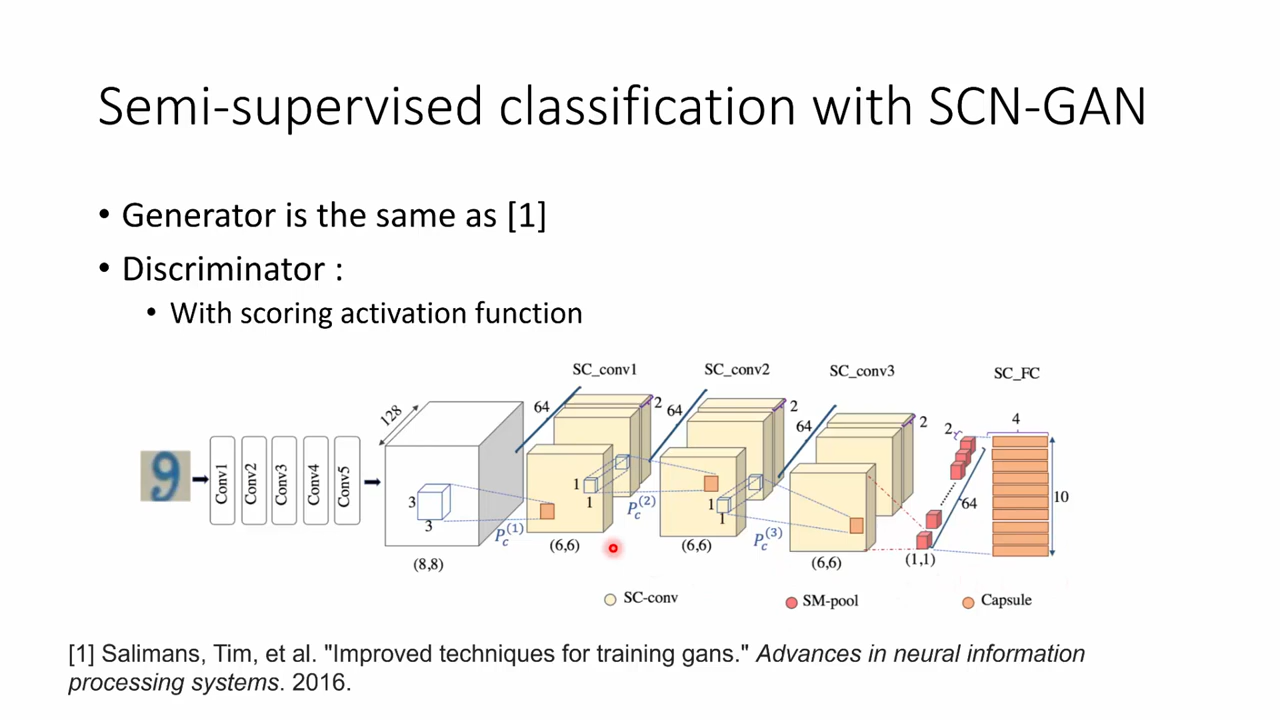 Semi-supervised classification with SCN-GAN
• Generator is the same as [1]
• Discriminator :
• With scoring activation function
SC_conv1
SC_conv2
SC_conv3
SC_FC
128
64
2
64
2
64
2
2
4
9
Conv1
Conv2
Conv3
Conv4
Conv5
3
3
1
1
1
1
64
10
P_c^(1)
P_c^(2)
P_c^(3)
(8,8)
(6,6)
(6,6)
(6,6)
(1,1)
SC-conv
SM-pool
Capsule
[1] Salimans, Tim, et al. "Improved techniques for training gans." Advances in neural information
processing systems. 2016.